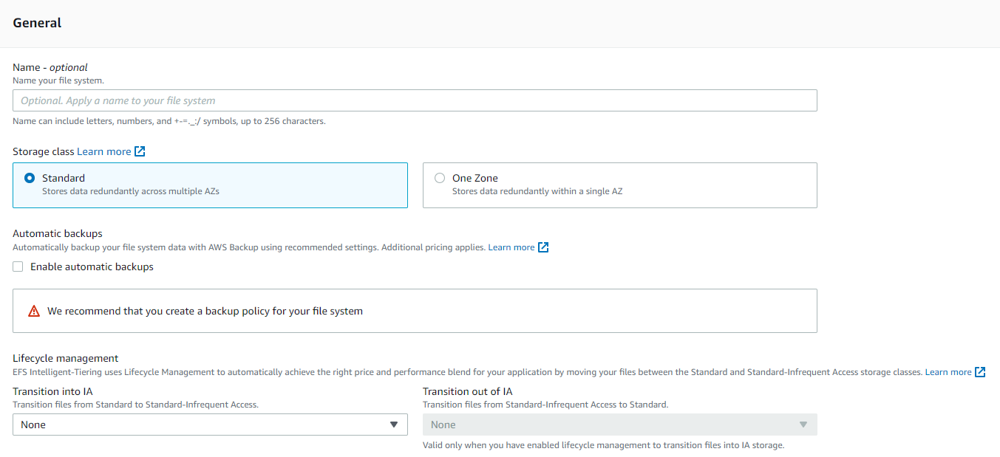 General
Name - optional
Name your file system.
Optional. Apply a name to your file system
Name can include letters, numbers, and +-=._:/ symbols, up to 256 characters.
Storage class Learn more
Standard
Stores data redundantly across multiple AZs
One Zone
Stores data redundantly within a single AZ
Automatic backups
Automatically backup your file system data with AWS Backup using recommended settings. Additional pricing applies. Learn more
Enable automatic backups
We recommend that you create a backup policy for your file system
Lifecycle management
EFS Intelligent-Tiering uses Lifecycle Management to automatically achieve the right price and performance blend for your application by moving your files between the Standard and Standard-Infrequent Access storage classes. Learn more
Transition into IA
Transition files from Standard to Standard-Infrequent Access.
None
Transition out of IA
Transition files from Standard-Infrequent Access to Standard.
None
Valid only when you have enabled lifecycle management to transition files into IA storage.